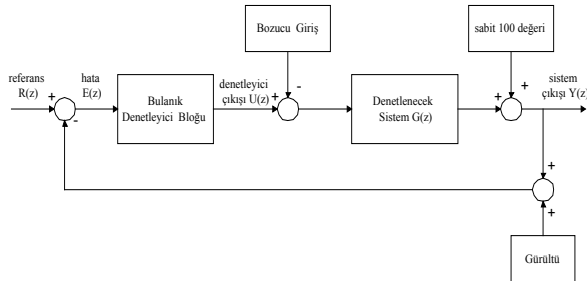 Bozucu Giriş
sabit 100 değeri
referans
R(z)
hata
E(z)
denetleyici
çıkışı U(z)
sistem
çıkışı Y(z)
+
-
Bulanık
Denetleyici Bloğu
+
-
Denetlenecek
Sistem G(z)
+
+
+
+
Gürültü